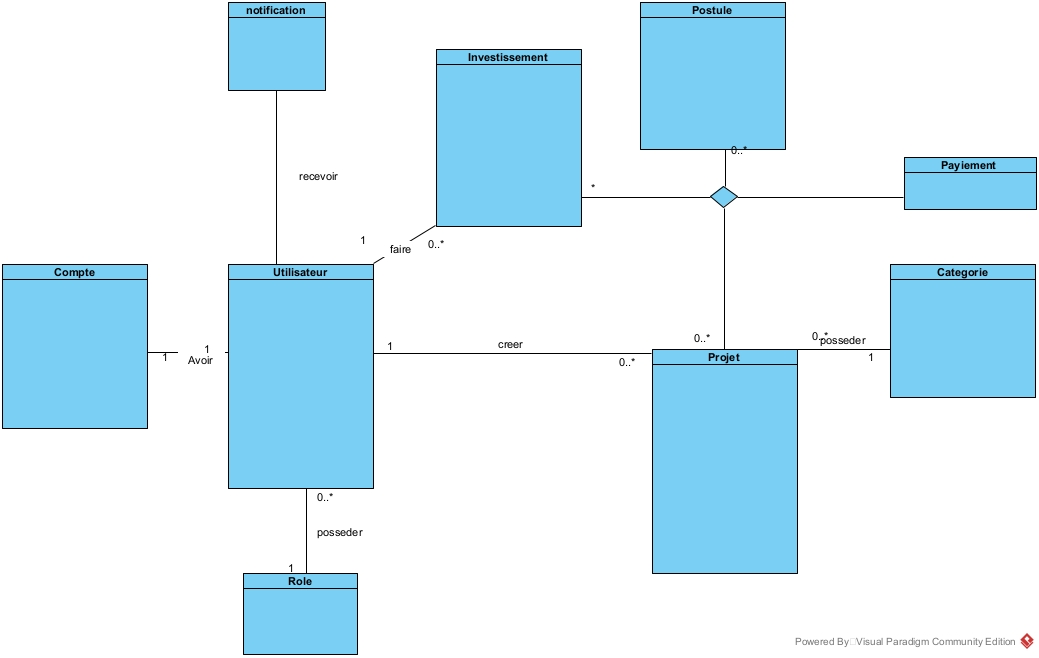 notification
Postule
Investissement
0..*
Payiement
recevoir
*
1
faire
0..*
Compte
Utilisateur
Categorie
1
1
Avoir
1
creer
0..*
0..*
Projet
0..*
posseder
1
0..*
posseder
1
Role
Powered By Visual Paradigm Community Edition